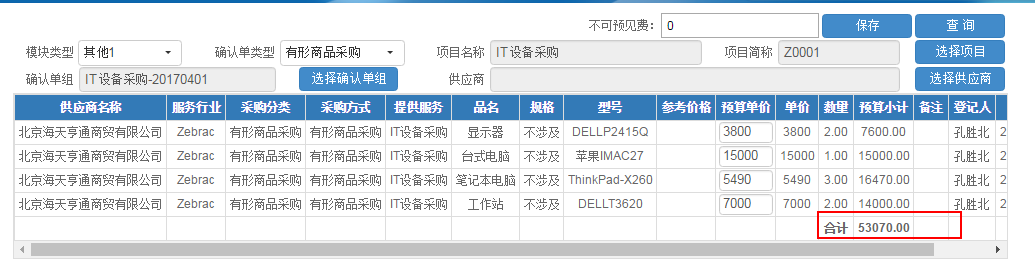 不可预见费： 0 保存 查 询
模块类型 其他1 确认单类型 有形商品采购 项目名称 IT设备采购 项目简称 Z0001 选择项目
确认单组 IT设备采购-20170401 选择确认单组 供应商 选择供应商
供应商名称 服务行业 采购分类 采购方式 提供服务 品名 规格 型号 参考价格 预算单价 单价 数量 预算小计 备注 登记人
北京海天亨通商贸有限公司 Zebrac 有形商品采购 有形商品采购 IT设备采购 显示器 不涉及 DELLP2415Q 3800 3800 2.00 7600.00 孔胜北 2
北京海天亨通商贸有限公司 Zebrac 有形商品采购 有形商品采购 IT设备采购 台式电脑 不涉及 苹果IMAC27 15000 15000 1.00 15000.00 孔胜北 2
北京海天亨通商贸有限公司 Zebrac 有形商品采购 有形商品采购 IT设备采购 笔记本电脑 不涉及 ThinkPad-X260 5490 5490 3.00 16470.00 孔胜北 2
北京海天亨通商贸有限公司 Zebrac 有形商品采购 有形商品采购 IT设备采购 工作站 不涉及 DELLT3620 7000 7000 2.00 14000.00 孔胜北 2
合计 53070.00